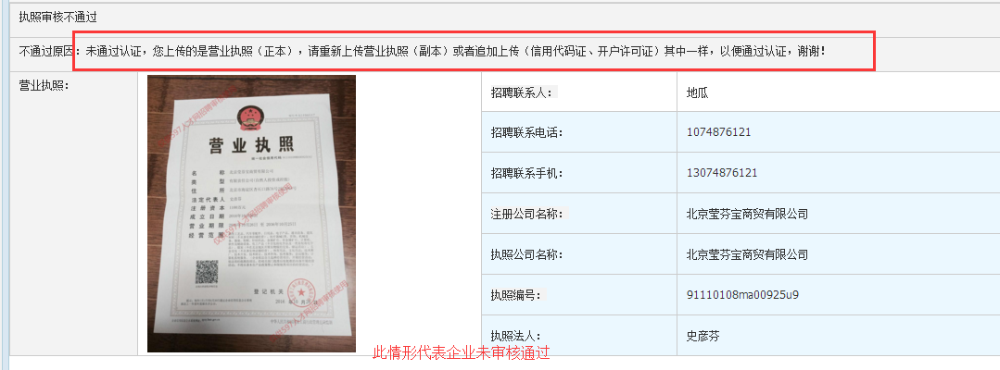 执照审核不通过
不通过原因：未通过认证，您上传的是营业执照（正本），请重新上传营业执照（副本）或者追加上传（信用代码证、开户许可证）其中一样，以便通过认证，谢谢！
营业执照：
营业执照
名 称
类 型
住 所
法定代表人
注册资本
成立日期
营业期限
经营范围
登记机关
招聘联系人： 地瓜
招聘联系电话： 1074876121
招聘联系手机： 13074876121
注册公司名称： 北京莹芬宝商贸有限公司
执照公司名称： 北京莹芬宝商贸有限公司
执照编号： 91110108ma00925u9
执照法人： 史彦芬
此情形代表企业未审核通过